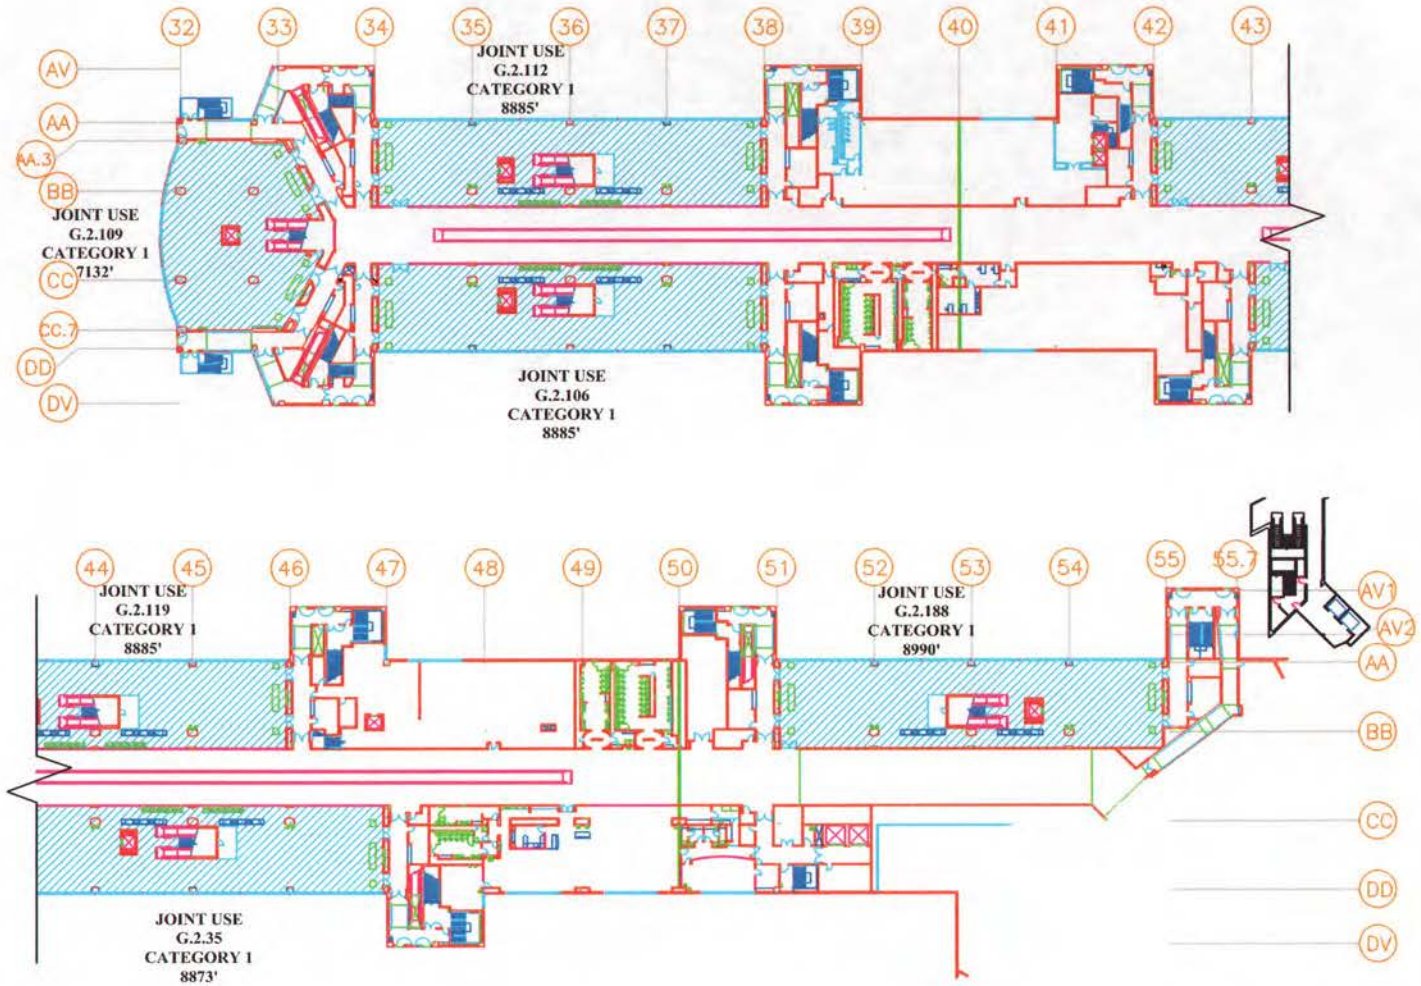 32 33 34 35 36 37 38 39 40 41 42 43
JOINT USE
G.2.112
CATEGORY 1
8885'
AV
AA
AA.3
BB
JOINT USE
G.2.109
CATEGORY 1
7132'
CC
CC.7
DD
DV
JOINT USE
G.2.106
CATEGORY 1
8885'
44 45 46 47 48 49 50 51 52 53 54 55 55.7
JOINT USE
G.2.119
CATEGORY 1
8885'
JOINT USE
G.2.188
CATEGORY 1
8990'
AV1
AV2
AA
BB
CC
DD
DV
JOINT USE
G.2.35
CATEGORY 1
8873'